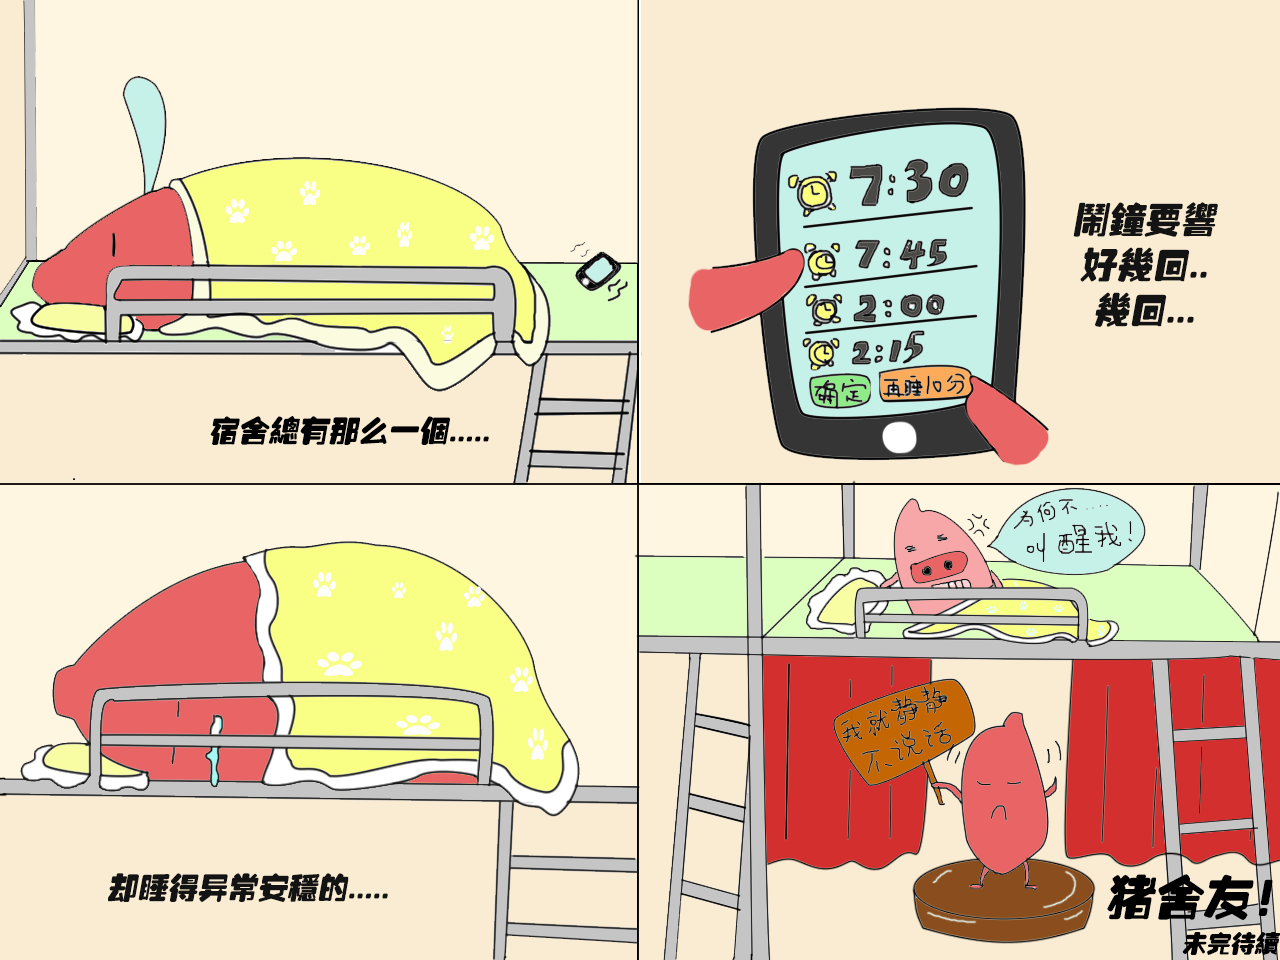 宿舍總有那么一個.....
7:30
7:45
2:00
2:15
确定
再睡10分
鬧鐘要響
好幾回..
幾回...
却睡得异常安穩的.....
为何不....
叫醒我!
我就静静
不说话
猪舍友!
未完待續